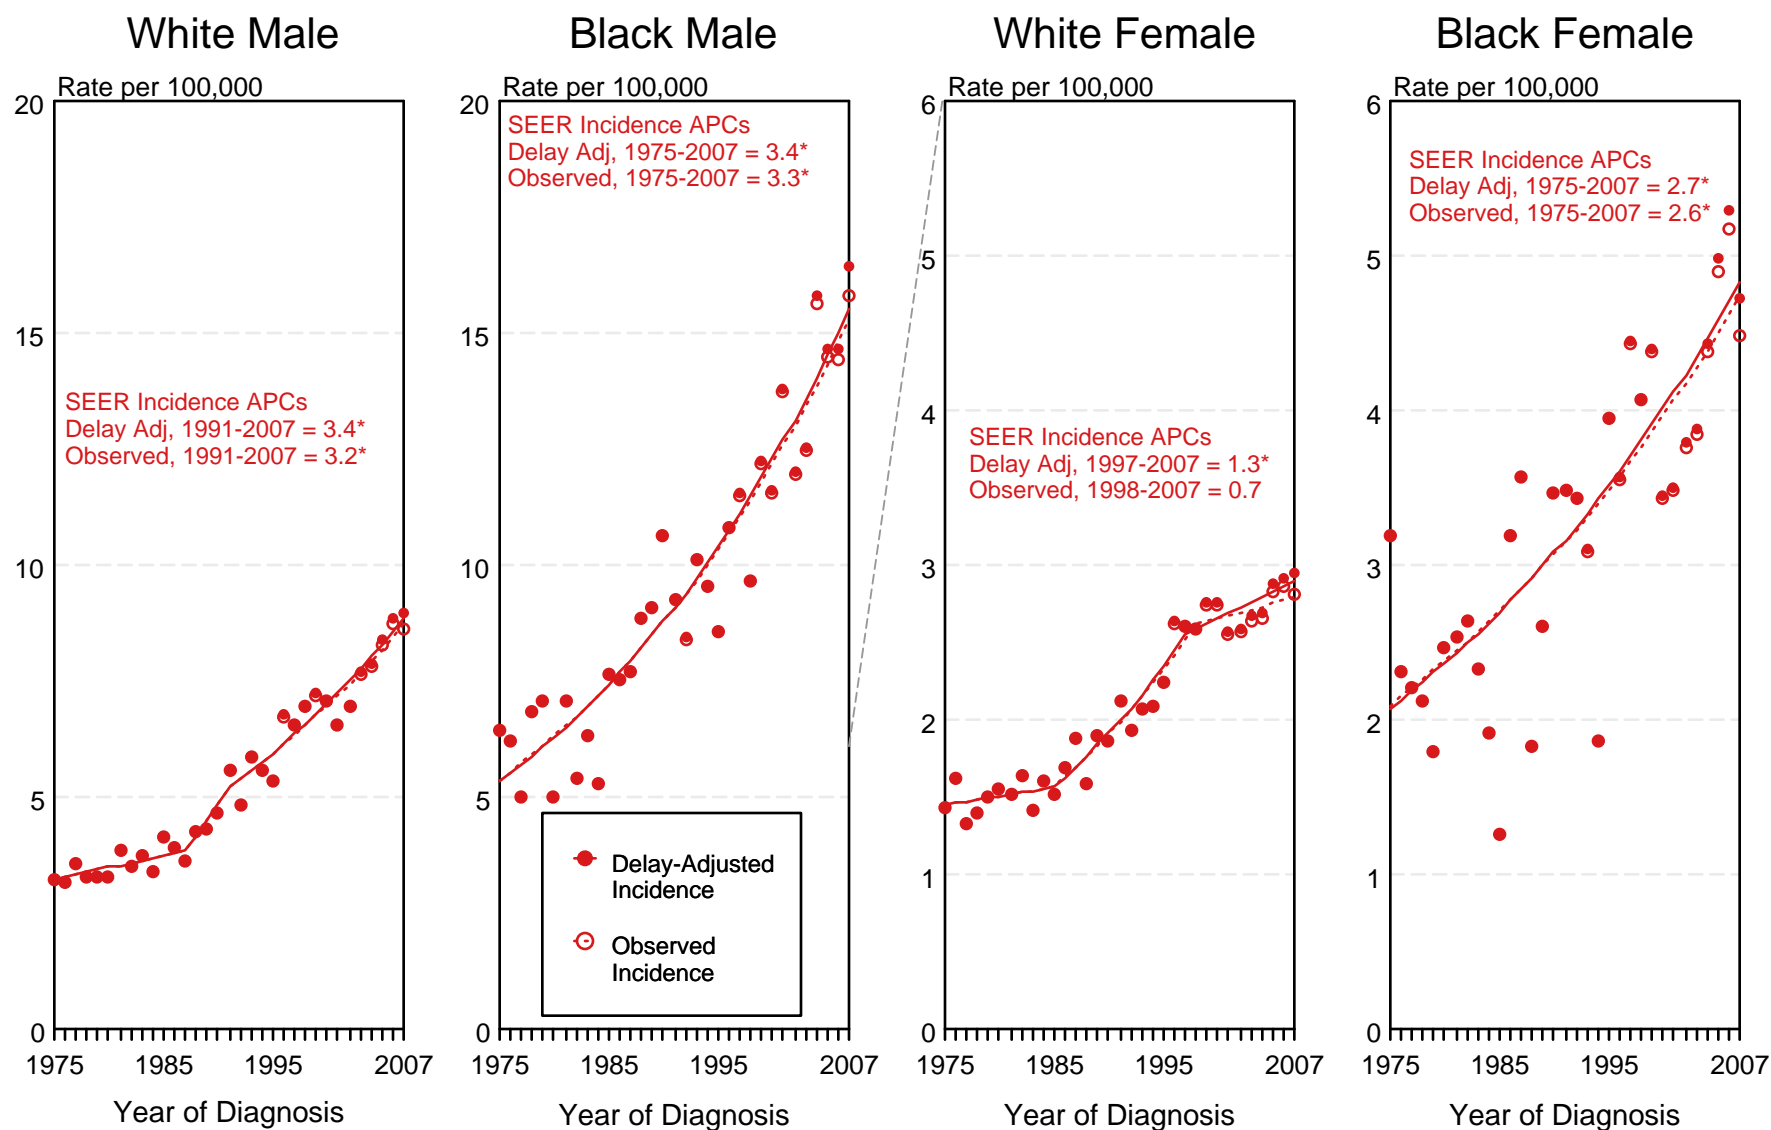 White Male
Rate per 100,000
20
15
10
5
0
SEER Incidence APCs
Delay Adj, 1991-2007 = 3.4*
Observed, 1991-2007 = 3.2*
1975 1985 1995 2007
Year of Diagnosis
Black Male
Rate per 100,000
20
15
10
5
0
SEER Incidence APCs
Delay Adj, 1975-2007 = 3.4*
Observed, 1975-2007 = 3.3*
Delay-Adjusted
Incidence
Observed
Incidence
1975 1985 1995 2007
Year of Diagnosis
White Female
Rate per 100,000
6
5
4
3
2
1
0
SEER Incidence APCs
Delay Adj, 1997-2007 = 1.3*
Observed, 1998-2007 = 0.7
1975 1985 1995 2007
Year of Diagnosis
Black Female
Rate per 100,000
6
5
4
3
2
1
0
SEER Incidence APCs
Delay Adj, 1975-2007 = 2.7*
Observed, 1975-2007 = 2.6*
1975 1985 1995 2007
Year of Diagnosis